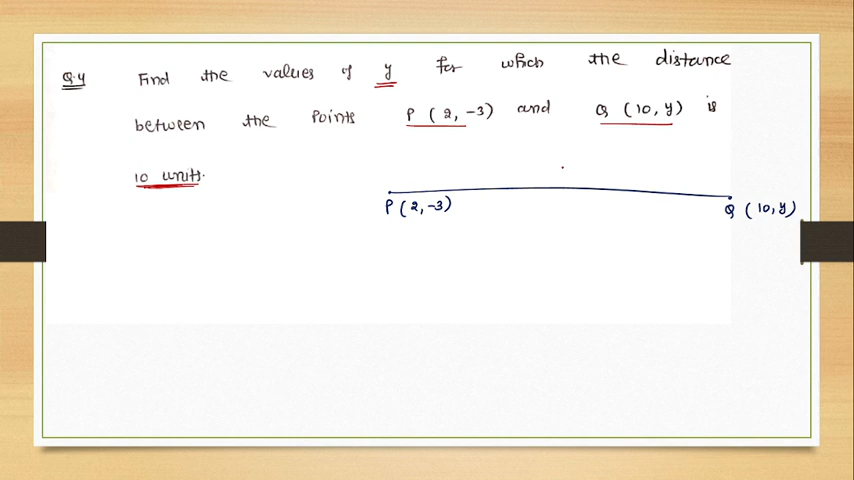 Q.4 Find the values of y for which the distance
between the Points P (2, -3) and Q (10, y) is
10 units.
P (2, -3)
Q (10, y)